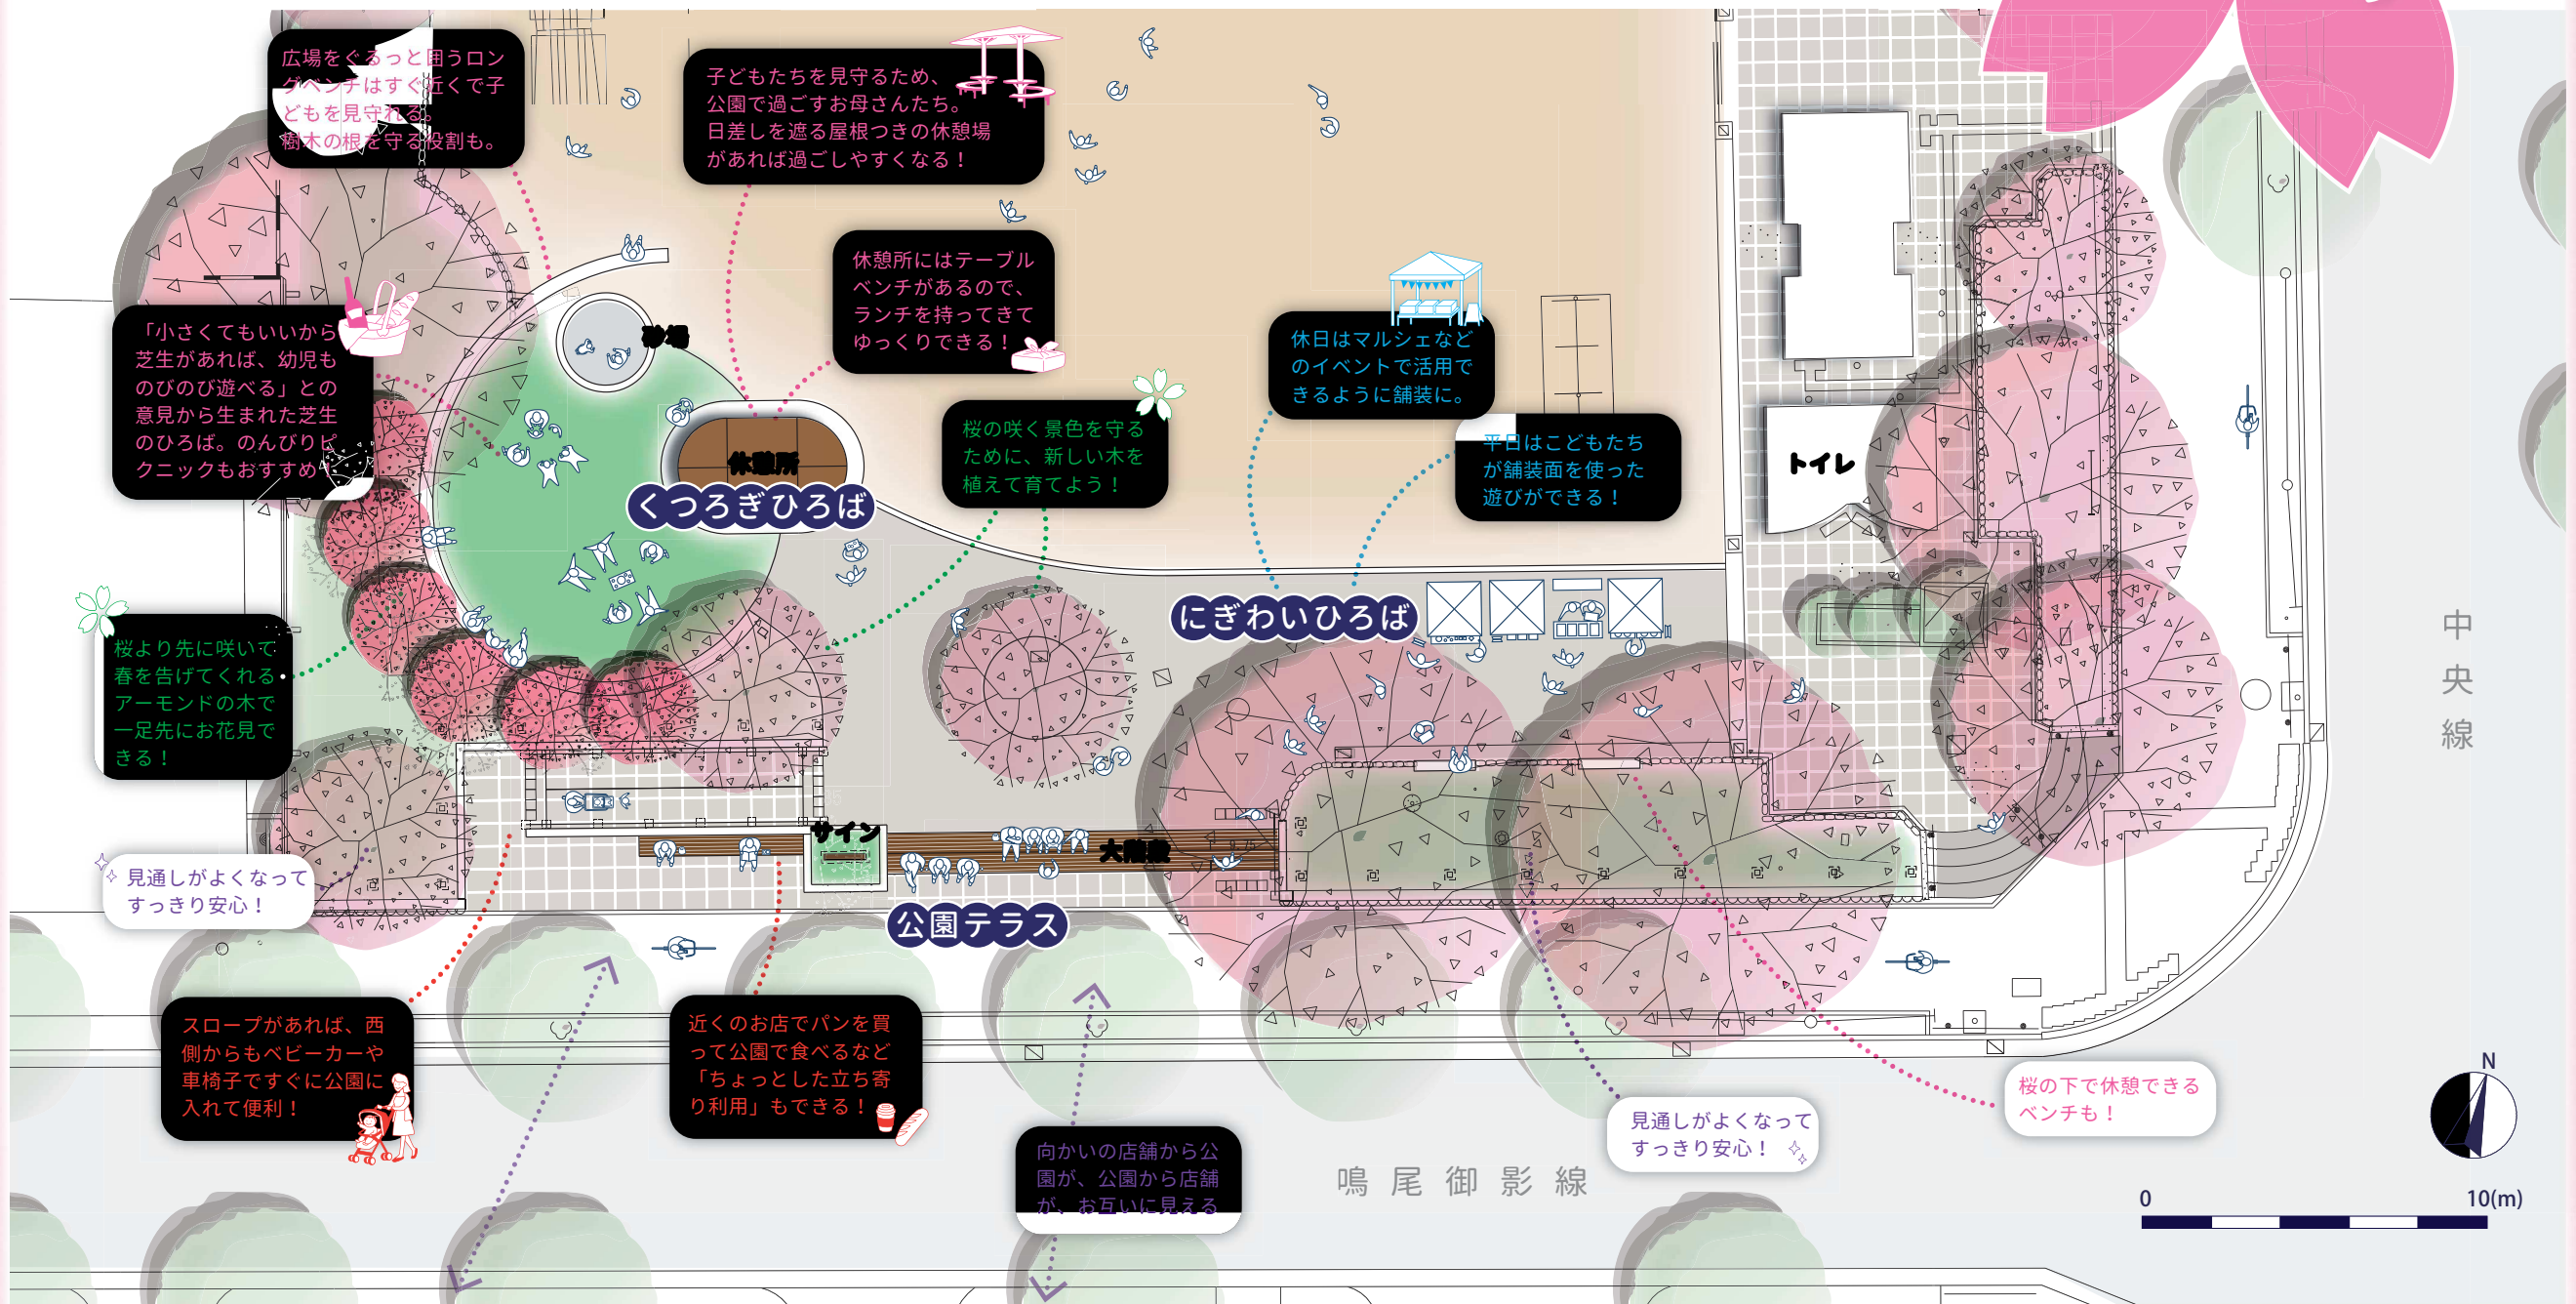 広場をぐるっと囲うロン
グベンチはすぐ近くで子
どもを見守れる。
樹木の根を守る役割も。
子どもたちを見守るため、
公園で過ごすお母さんたち。
日差しを遮る屋根つきの休憩場
があれば過ごしやすくなる！
休憩所にはテーブル
ベンチがあるので、
ランチを持ってきて
ゆっくりできる！
「小さくてもいいから
芝生があれば、幼児も
のびのび遊べる」との
意見から生まれた芝生
のひろば。のんびりピ
クニックもおすすめ！
砂場
休憩所
くつろぎひろば
桜の咲く景色を守る
ために、新しい木を
植えて育てよう！
休日はマルシェなど
のイベントで活用で
きるように舗装に。
平日はこどもたち
が舗装面を使った
遊びができる！
トイレ
にぎわいひろば
中央線
桜より先に咲いて
春を告げてくれる
アーモンドの木で
一足先にお花見で
きる！
サイン
大階段
公園テラス
見通しがよくなって
すっきり安心！
スロープがあれば、西
側からもベビーカーや
車椅子ですぐに公園に
入れて便利！
近くのお店でパンを買
って公園で食べるなど
「ちょっとした立ち寄
り利用」もできる！
向かいの店舗から公
園が、公園から店舗
が、お互いに見える
鳴尾御影線
見通しがよくなって
すっきり安心！
桜の下で休憩できる
ベンチも！
N
0 10(m)